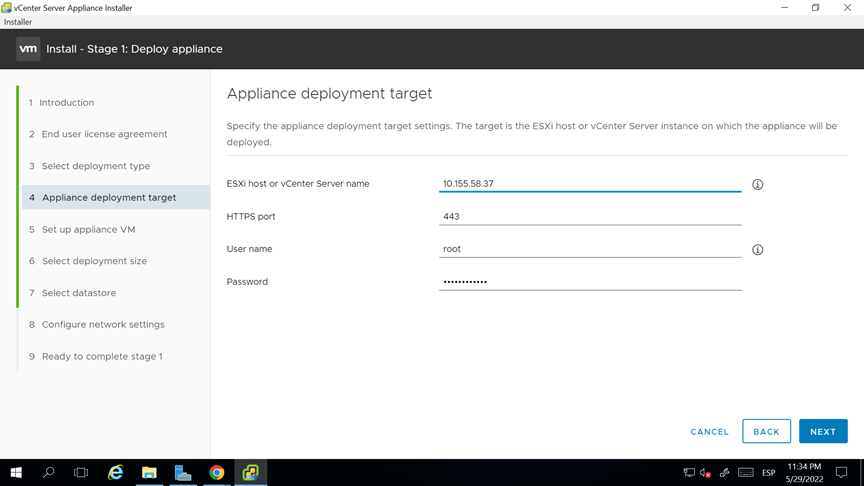 vCenter Server Appliance Installer
Installer
vm Install - Stage 1: Deploy appliance
1 Introduction
2 End user license agreement
3 Select deployment type
4 Appliance deployment target
5 Set up appliance VM
6 Select deployment size
7 Select datastore
8 Configure network settings
9 Ready to complete stage 1
Appliance deployment target
Specify the appliance deployment target settings. The target is the ESXi host or vCenter Server instance on which the appliance will be
deployed.
ESXi host or vCenter Server name 10.155.58.37
HTTPS port 443
User name root
Password ••••••••••••
CANCEL BACK NEXT
ESP
11:34 PM
5/29/2022